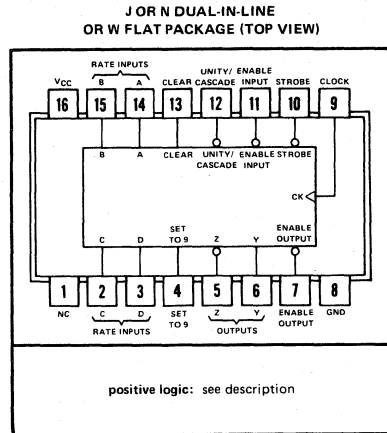 J OR N DUAL-IN-LINE
OR W FLAT PACKAGE (TOP VIEW)
RATE INPUTS
UNITY/ ENABLE
VCC B A CLEAR CASCADE INPUT STROBE CLOCK
16 15 14 13 12 11 10 9
B A CLEAR UNITY/ ENABLE STROBE
CASCADE INPUT
CK
SET ENABLE
C D TO 9 Z Y OUTPUT
1 2 3 4 5 6 7 8
NC C D SET Z Y ENABLE GND
RATE INPUTS TO 9 OUTPUTS OUTPUT
positive logic: see description